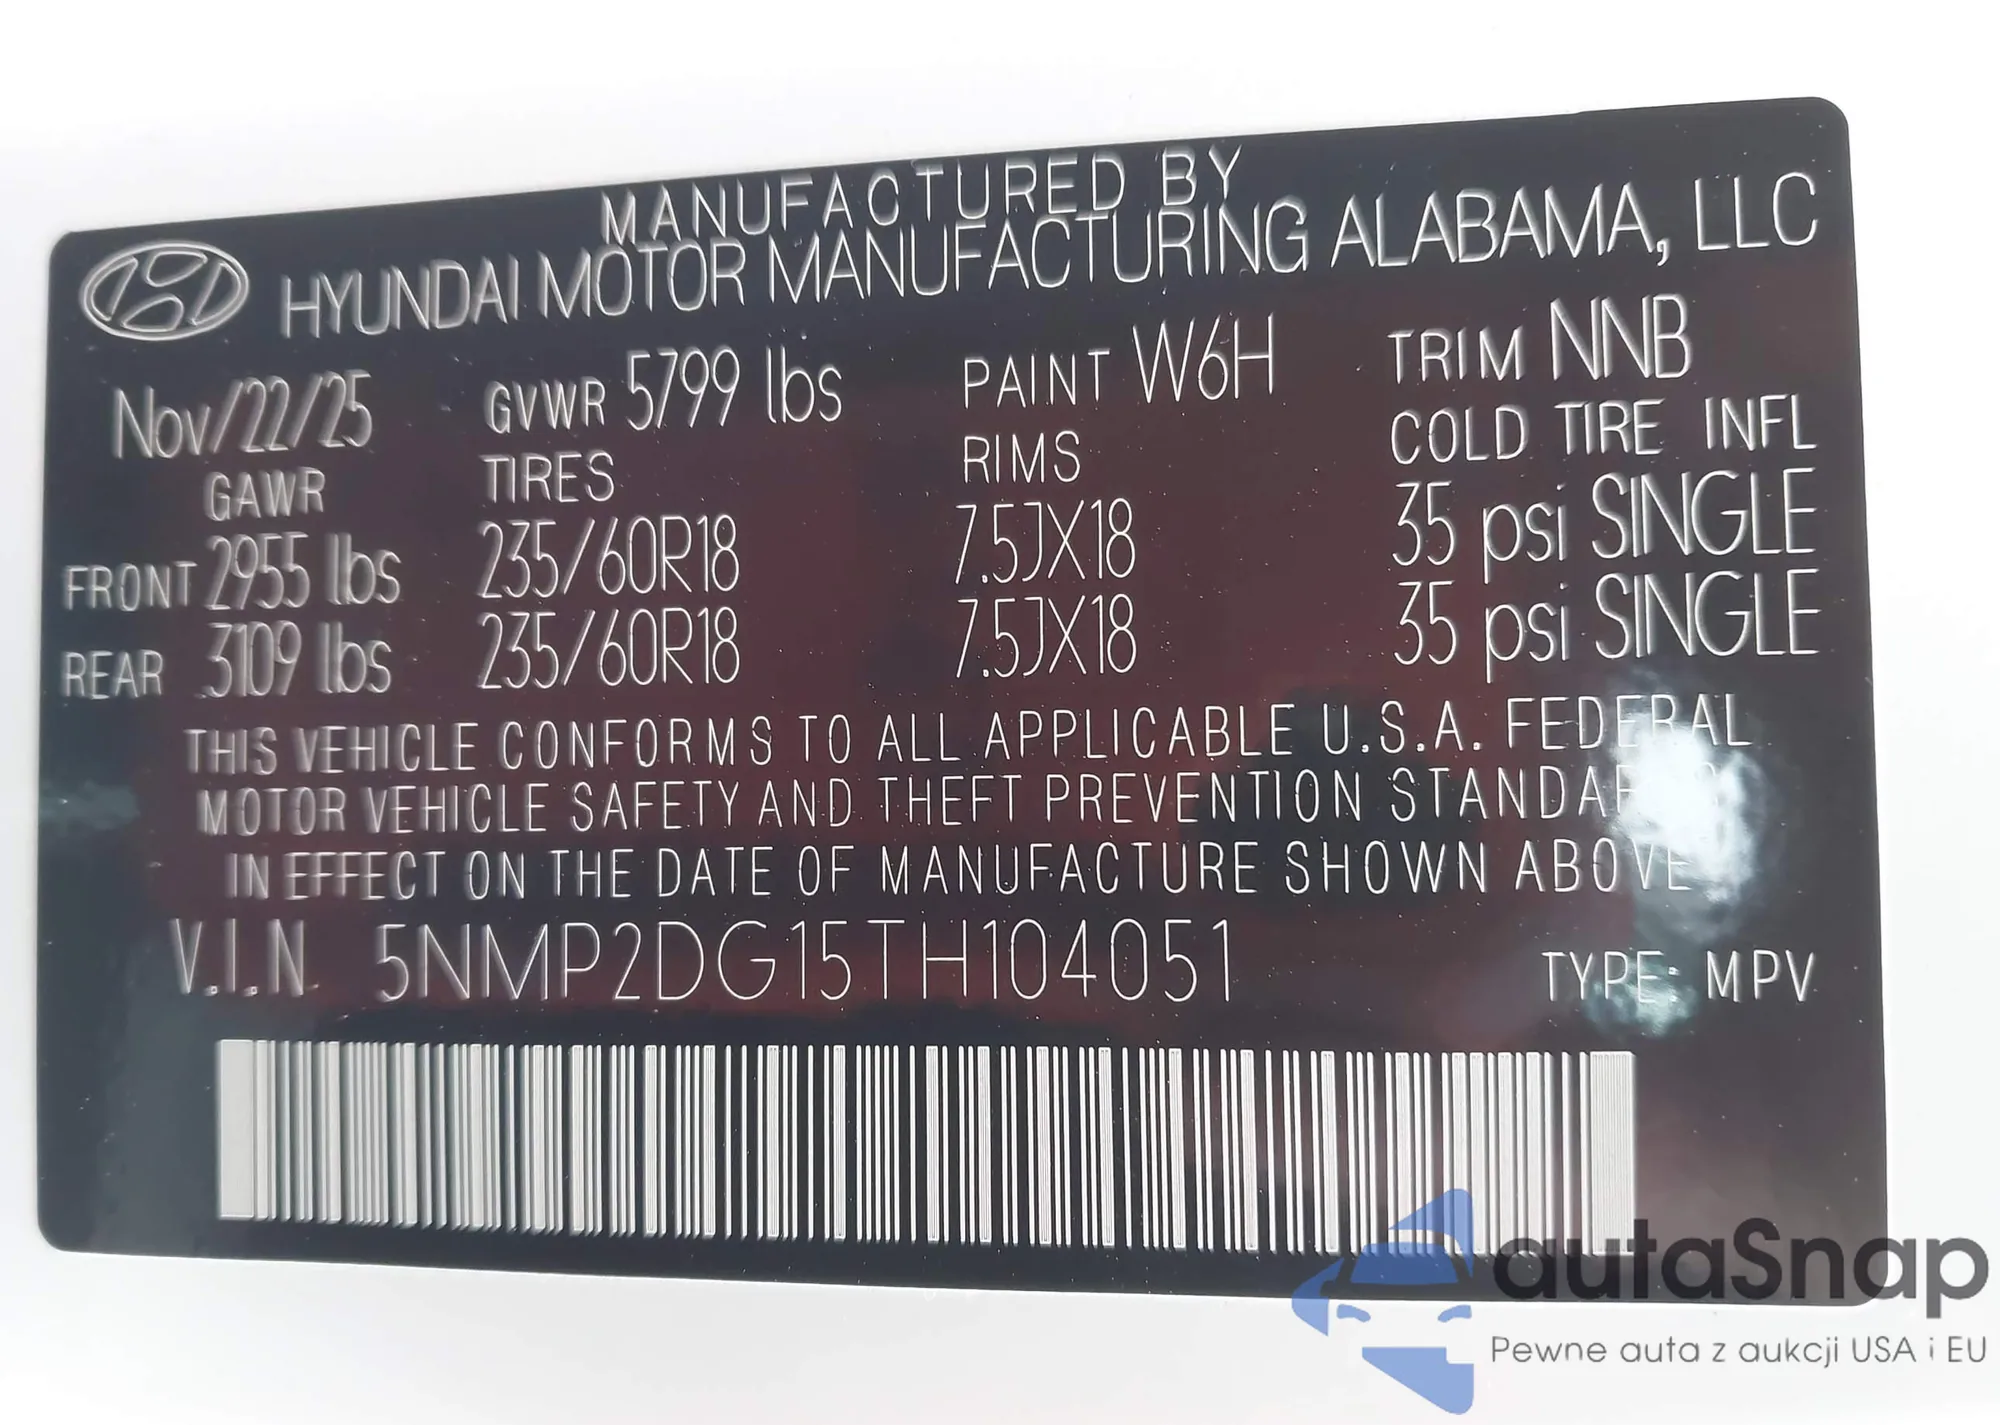 MANUFACTURED BY
HYUNDAI MOTOR MANUFACTURING ALABAMA, LLC
Nov/22/25 GVWR 5799 lbs PAINT W6H TRIM NNB
GAWR TIRES RIMS COLD TIRE INFL
FRONT 2955 lbs 235/60R18 7.5JX18 35 psi SINGLE
REAR 3109 lbs 235/60R18 7.5JX18 35 psi SINGLE
THIS VEHICLE CONFORMS TO ALL APPLICABLE U.S.A. FEDERAL
MOTOR VEHICLE SAFETY AND THEFT PREVENTION
IN EFFECT ON THE DATE OF MANUFACTURE SHOWN ABOVE
V.I.N. 5NMP2DG15TH104051 TYPE: MPV
autaSnap
Pewne auta z aukcji USA i EU